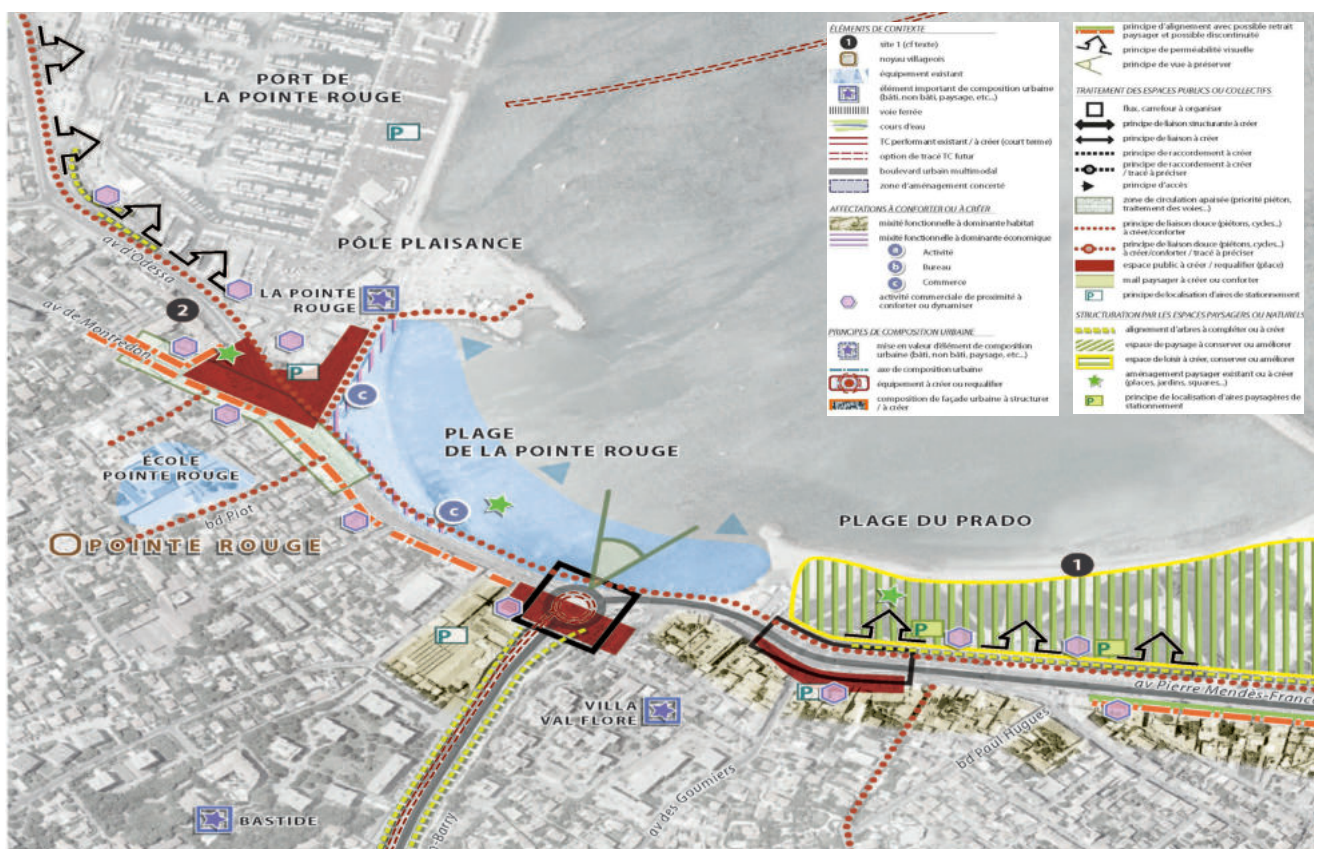 PORT DE
LA POINTE ROUGE
P
PÔLE PLAISANCE
LA POINTE
ROUGE
av d'Odessa
2
av de Montredon
P
c
PLAGE
DE LA POINTE ROUGE
ÉCOLE
POINTE ROUGE
c
bd Piot
POINTE ROUGE
PLAGE DU PRADO
1
P
P
P
P
av Pierre Mendès-Franc
VILLA
VAL FLORE
bd Paul Hugues
av des Goumiers
n-Barry
BASTIDE
ÉLÉMENTS DE CONTEXTE
1
site 1 (cf texte)
noyau villageois
équipement existant
élément important de composition urbaine
(bâti, non bâti, paysage, etc...)
voie ferrée
cours d'eau
TC performant existant / à créer (court terme)
option de tracé TC futur
boulevard urbain multimodal
zone d'aménagement concerté
AFFECTATIONS À CONFORTER OU À CRÉER
mixité fonctionnelle à dominante habitat
mixité fonctionnelle à dominante économique
a Activité
b Bureau
c Commerce
activité commerciale de proximité à
conforter ou dynamiser
PRINCIPES DE COMPOSITION URBAINE
mise en valeur d'élément de composition
urbaine (bâti, non bâti, paysage, etc...)
axe de composition urbaine
équipement à créer ou requalifier
composition de façade urbaine à structurer
/ à créer
principe d'alignement avec possible retrait
paysager et possible discontinuité
principe de perméabilité visuelle
principe de vue à préserver
TRAITEMENT DES ESPACES PUBLICS OU COLLECTIFS
flux, carrefour à organiser
principe de liaison structurante à créer
principe de liaison à créer
principe de raccordement à créer
principe de raccordement à créer
/ tracé à préciser
principe d'accès
zone de circulation apaisée (priorité piéton,
traitement des voies...)
principe de liaison douce (piétons, cycles...)
à créer/conforter
principe de liaison douce (piétons, cycles...)
à créer/conforter / tracé à préciser
espace public à créer / requalifier (place)
mail paysager à créer ou conforter
P principe de localisation d'aires de stationnement
STRUCTURATION PAR LES ESPACES PAYSAGERS OU NATURELS
alignement d'arbres à compléter ou à créer
espace de paysage à conserver ou améliorer
espace de loisir à créer, conserver ou améliorer
aménagement paysager existant ou à créer
(places, jardins, squares...)
P principe de localisation d'aires paysagères de
stationnement